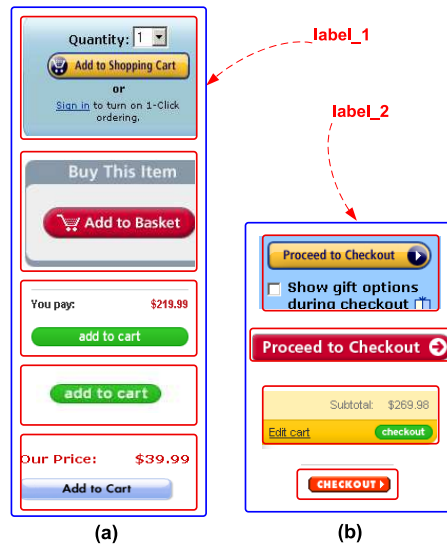 label_1
Quantity: 1
Add to Shopping Cart
or
Sign in to turn on 1-Click
ordering.
Buy This Item
Add to Basket
You pay: $219.99
add to cart
add to cart
Our Price: $39.99
Add to Cart
(a)
label_2
Proceed to Checkout
Show gift options
during checkout
Proceed to Checkout
Subtotal: $269.98
Edit cart checkout
CHECKOUT
(b)